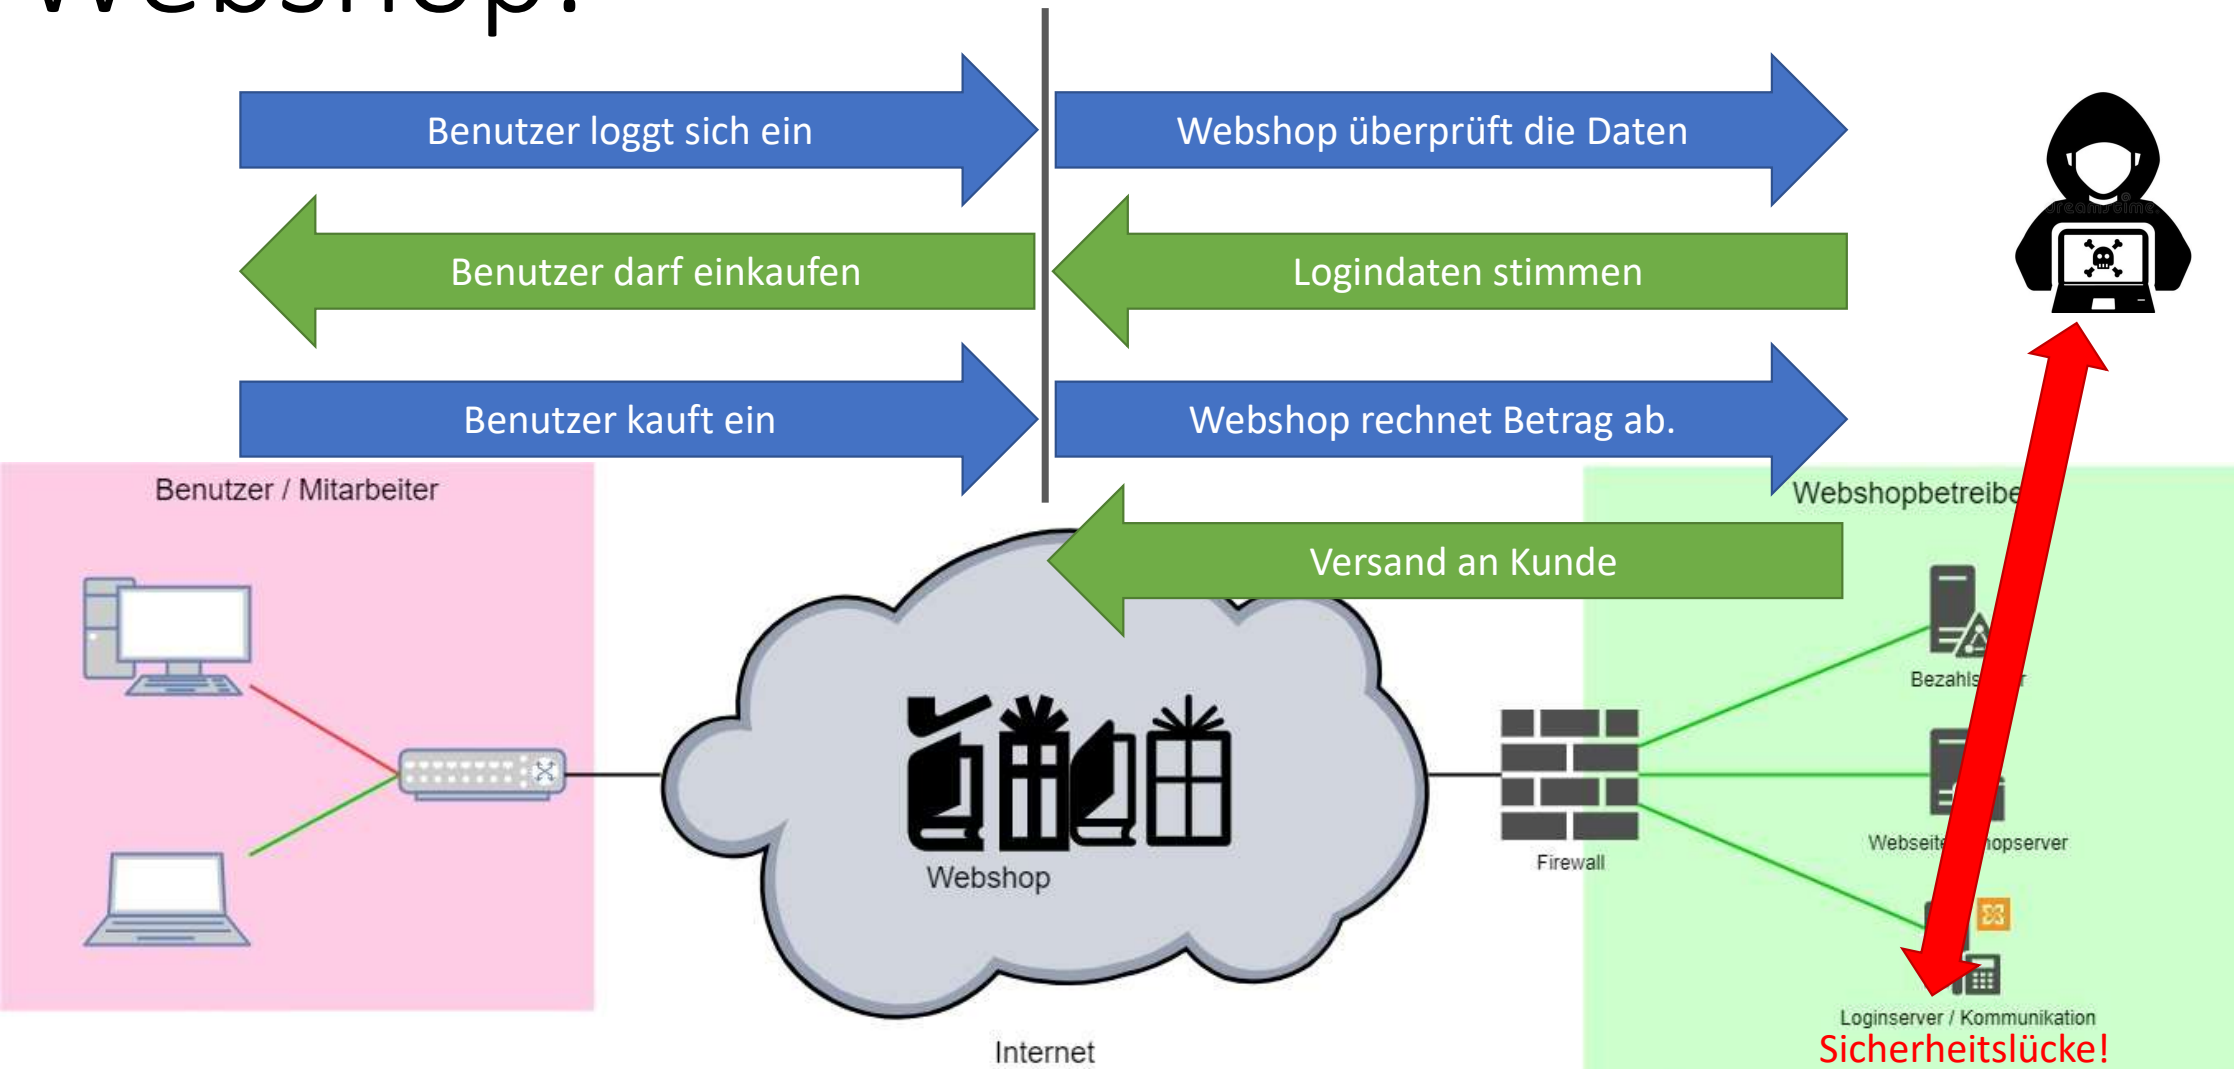 Webshop?
Benutzer loggt sich ein
Webshop überprüft die Daten
Benutzer darf einkaufen
Logindaten stimmen
Benutzer kauft ein
Webshop rechnet Betrag ab.
Versand an Kunde
Benutzer / Mitarbeiter
Webshop
Internet
Firewall
Loginserver / Kommunikation
Sicherheitslücke!